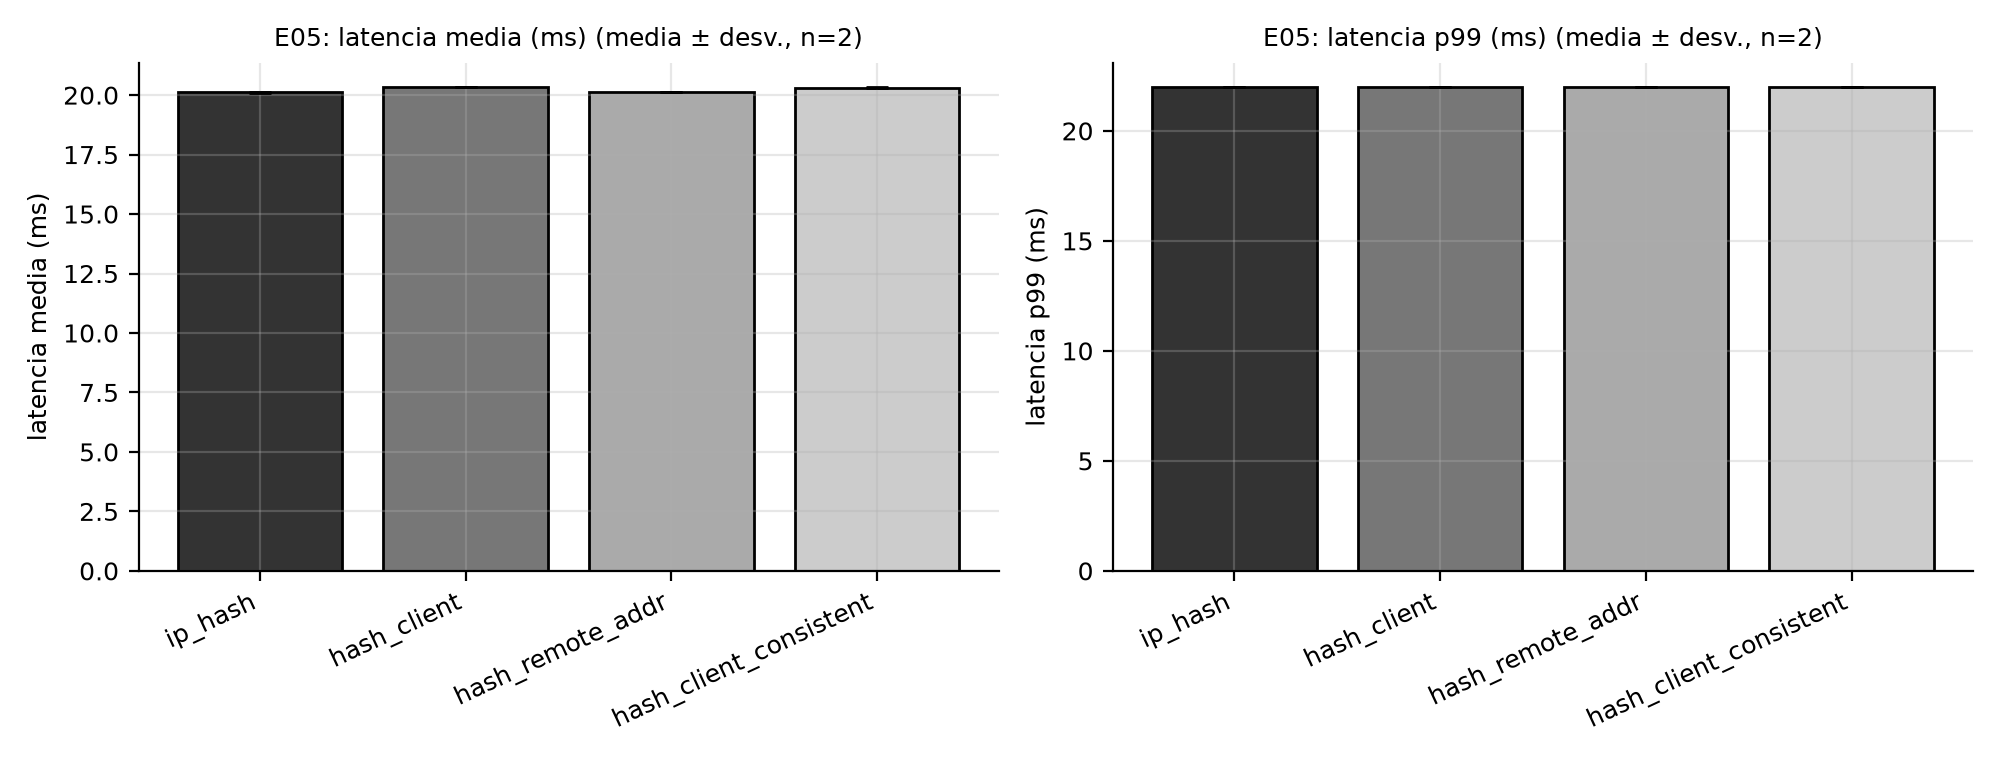 E05: latencia media (ms) (media ± desv., n=2)
latencia media (ms)
20.0
17.5
15.0
12.5
10.0
7.5
5.0
2.5
0.0
ip_hash
hash_client
hash_remote_addr
hash_client_consistent
E05: latencia p99 (ms) (media ± desv., n=2)
latencia p99 (ms)
20
15
10
5
0
ip_hash
hash_client
hash_remote_addr
hash_client_consistent